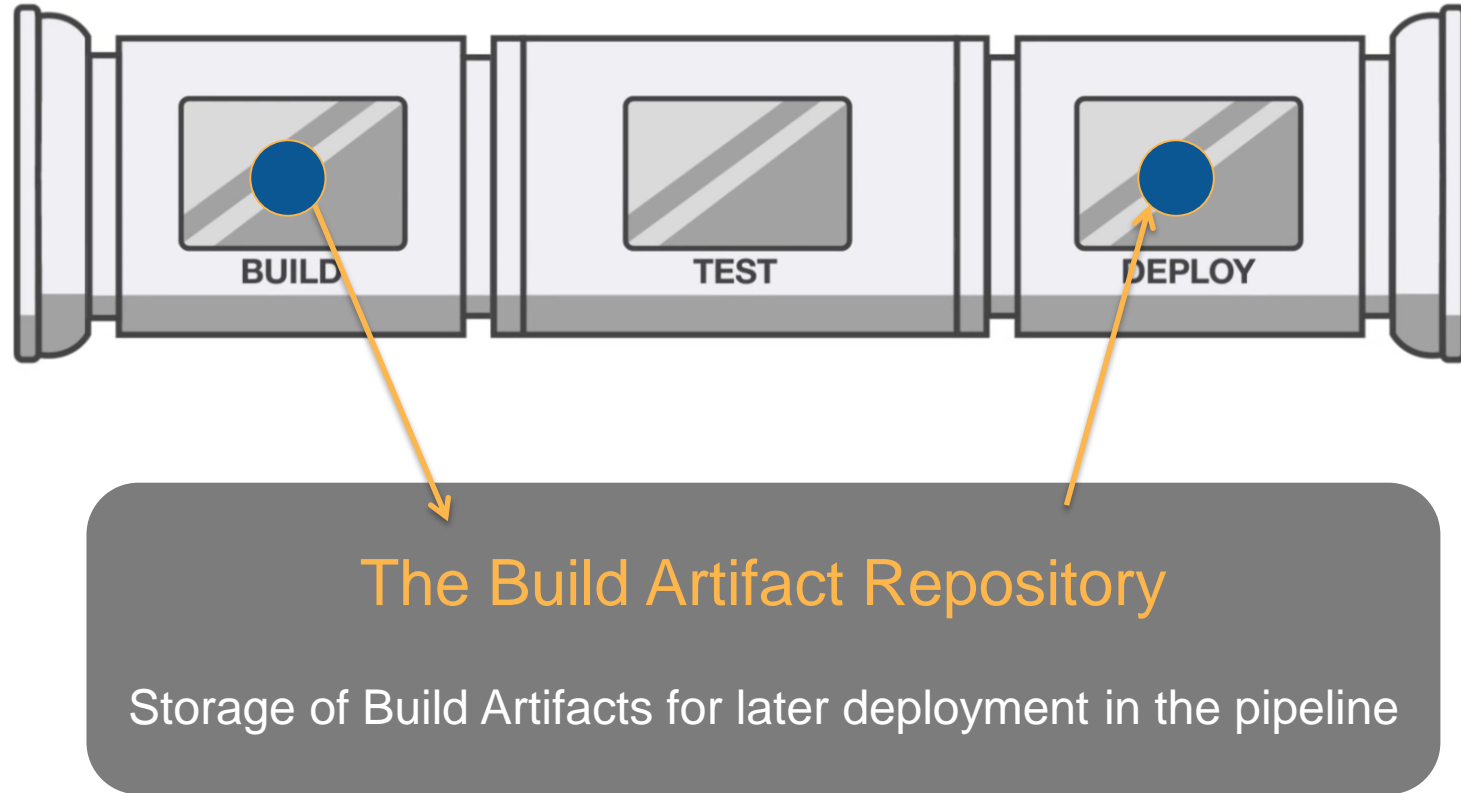 BUILD
TEST
DEPLOY
The Build Artifact Repository
Storage of Build Artifacts for later deployment in the pipeline